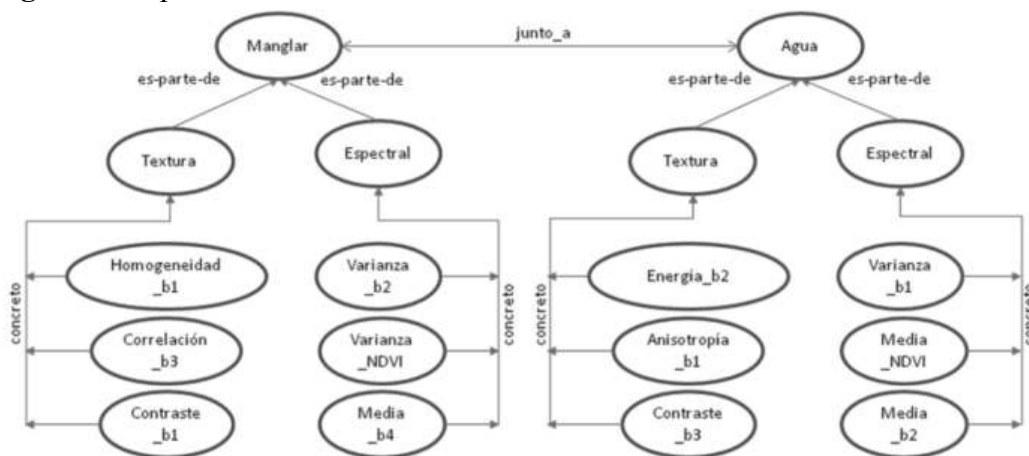 Manglar
junto_a
Agua
es-parte-de
es-parte-de
es-parte-de
es-parte-de
Textura
Espectral
Textura
Espectral
concreto
Homogeneidad
_b1
Correlación
_b3
Contraste
_b1
Varianza
_b2
Varianza
_NDVI
Media
_b4
concreto
concreto
Energía_b2
Anisotropía
_b1
Contraste
_b3
Varianza
_b1
Media
_NDVI
Media
_b2
concreto